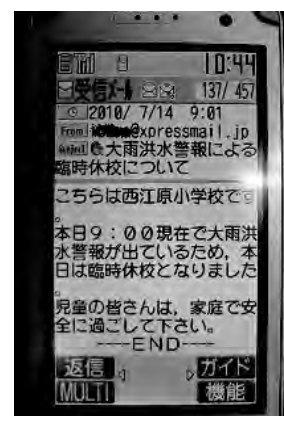 10:44
受信ﾒｰﾙ 137/ 457
2010/ 7/14 9:01
From @xpressmail.jp
大雨洪水警報による
臨時休校について
こちらは西江原小学校です
。
本日9:00現在で大雨洪
水警報が出ているため，本
日は臨時休校となりました
。
児童の皆さんは，家庭で安
全に過ごして下さい。
----END----
返信 ガイド
MULTI 機能